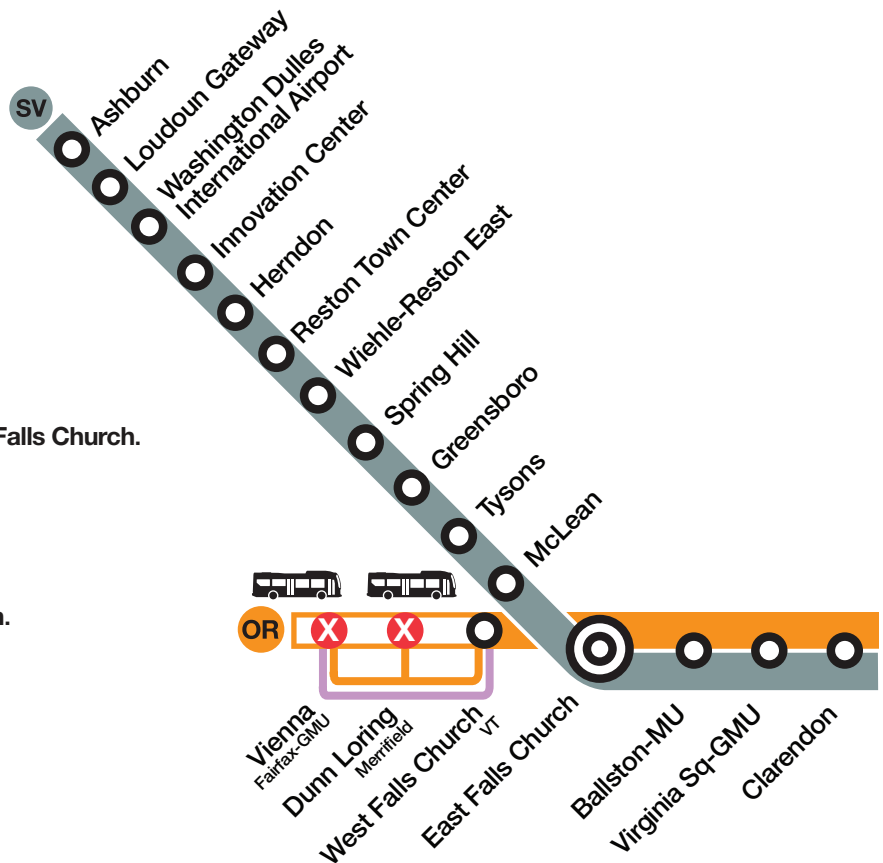 SV
Ashburn
Loudoun Gateway
Washington Dulles
International Airport
Innovation Center
Herndon
Reston Town Center
Wiehle-Reston East
Spring Hill
Greensboro
Tysons
McLean
Falls Church.
OR
X
X
Vienna
Fairfax-GMU
Dunn Loring
Merrifield
West Falls Church
VT
East Falls Church
Ballston-MU
Virginia Sq-GMU
Clarendon